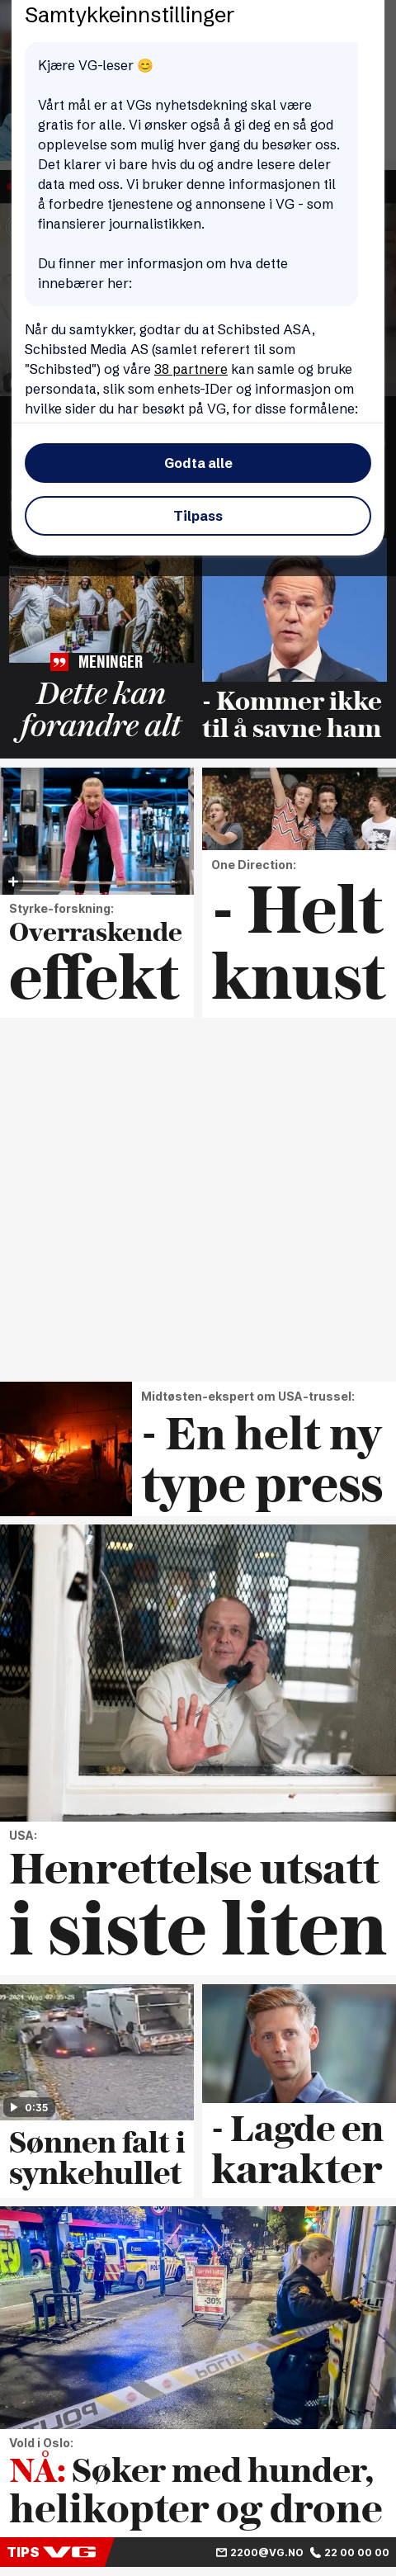 Samtykkeinnstillinger
Kjære VG-leser 😊
Vårt mål er at VGs nyhetsdekning skal være
gratis for alle. Vi ønsker også å gi deg en så god
opplevelse som mulig hver gang du besøker oss.
Det klarer vi bare hvis du og andre lesere deler
data med oss. Vi bruker denne informasjonen til
å forbedre tjenestene og annonsene i VG - som
finansierer journalistikken.
Du finner mer informasjon om hva dette
innebærer her:
Når du samtykker, godtar du at Schibsted ASA,
Schibsted Media AS (samlet referert til som
"Schibsted") og våre 38 partnere kan samle og bruke
persondata, slik som enhets-IDer og informasjon om
hvilke sider du har besøkt på VG, for disse formålene:
Godta alle
Tilpass
MENINGER
Dette kan
forandre alt
- Kommer ikke
til å savne ham
Styrke-forskning:
Overraskende
effekt
One Direction:
- Helt
knust
Midtøsten-ekspert om USA-trussel:
- En helt ny
type press
USA:
Henrettelse utsatt
i siste liten
0:35
Sønnen falt i
synkehullet
- Lagde en
karakter
-30%
POLITI
Vold i Oslo:
NÅ: Søker med hunder,
helikopter og drone
TIPS VG 2200@VG.NO 22 00 00 00